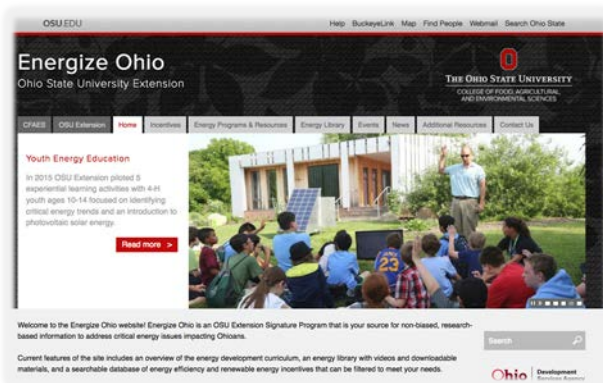 OSU.EDU
Help BuckeyeLink Map Find People Webmail Search Ohio State
Energize Ohio
Ohio State University Extension
THE OHIO STATE UNIVERSITY
COLLEGE OF FOOD, AGRICULTURAL,
AND ENVIRONMENTAL SCIENCES
CFAES OSU Extension Home Incentives Energy Programs & Resources Energy Library Events News Additional Resources Contact Us
Youth Energy Education
In 2015 OSU Extension piloted 5
experiential learning activities with 4-H
youth ages 10-14 focused on identifying
critical energy trends and an introduction to
photovoltaic solar energy.
Read more >
23
Welcome to the Energize Ohio website! Energize Ohio is an OSU Extension Signature Program that is your source for non-biased, research-
based information to address critical energy issues impacting Ohioans.
Search
Current features of the site includes an overview of the energy development curriculum, an energy library with videos and downloadable
materials, and a searchable database of energy efficiency and renewable energy incentives that can be filtered to meet your needs.
Ohio Development
Services Agency